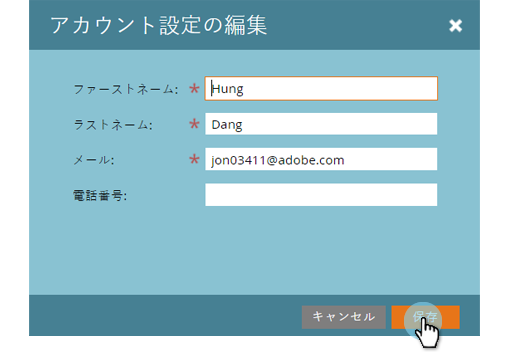 アカウント設定の編集
ファーストネーム: * Hung
ラストネーム: * Dang
メール: * jon03411@adobe.com
電話番号:
キャンセル 保存